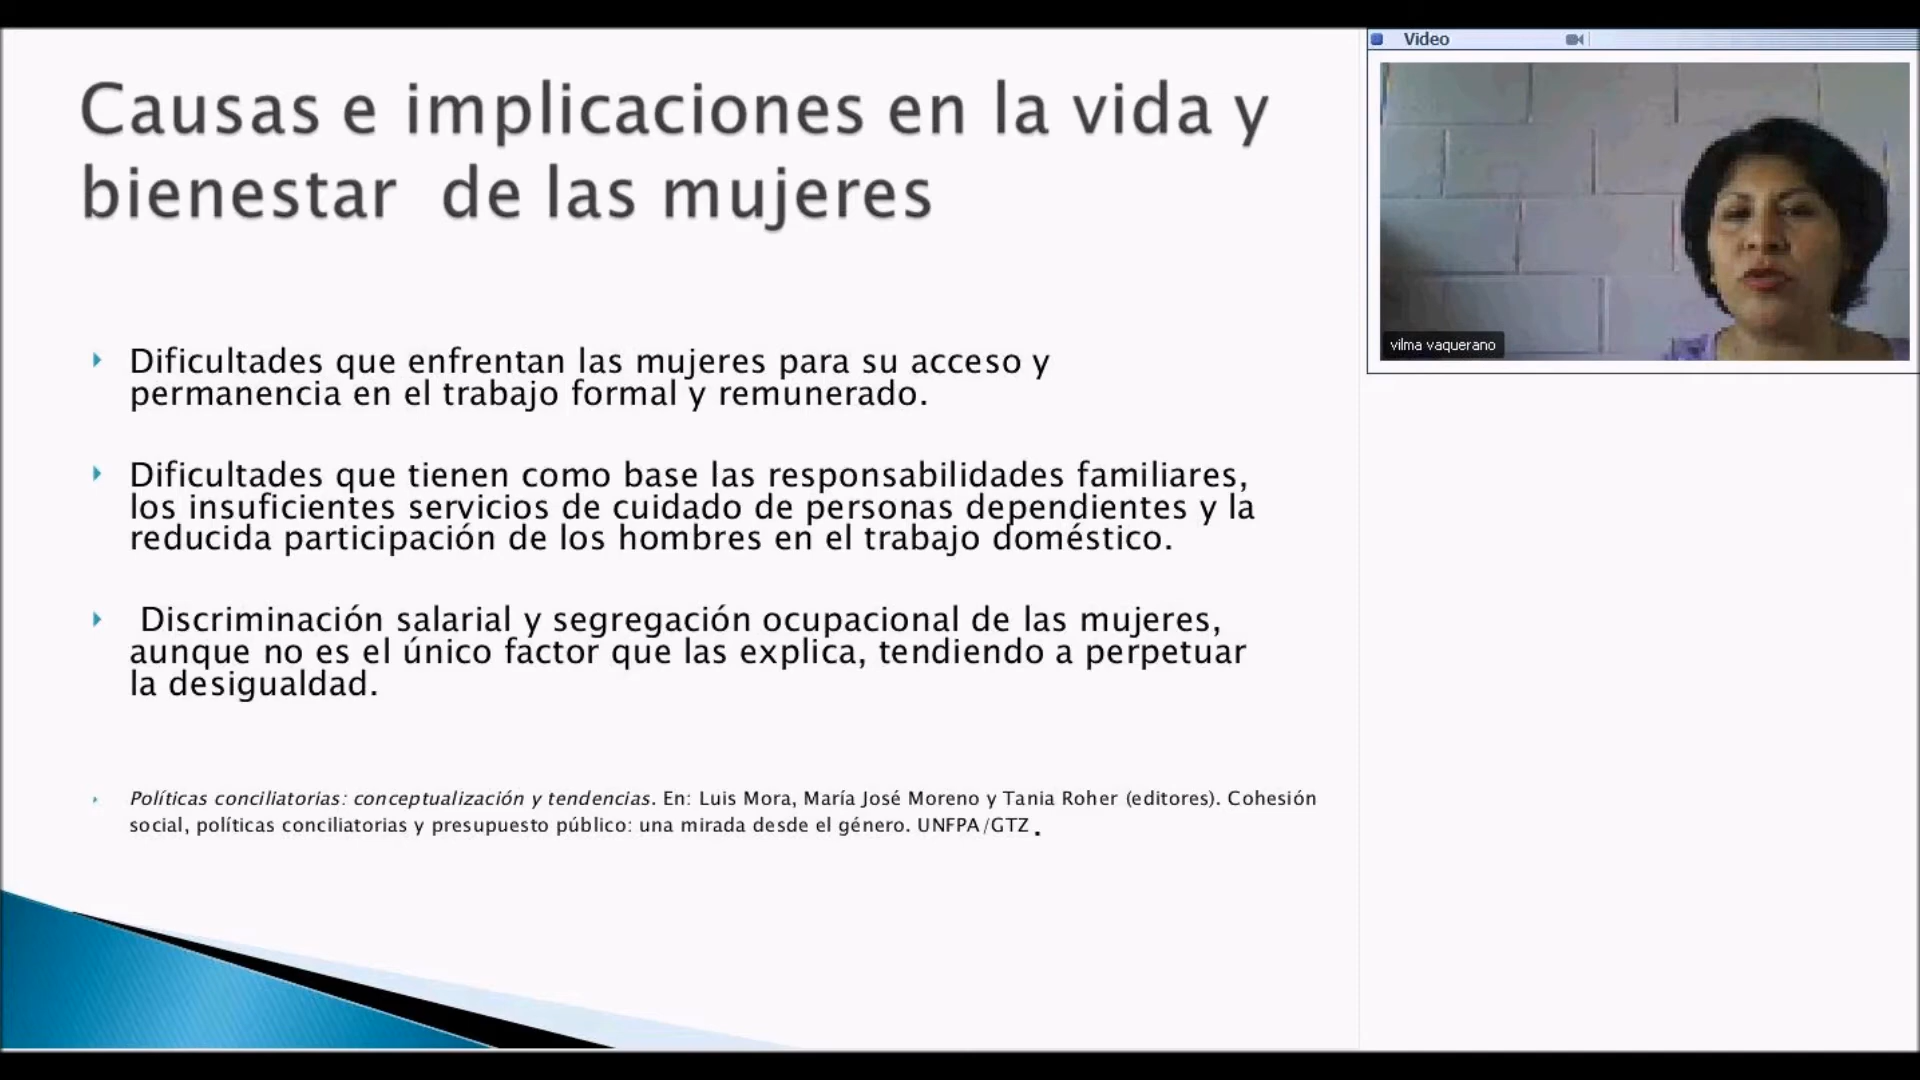 Causas e implicaciones en la vida y
bienestar de las mujeres
Dificultades que enfrentan las mujeres para su acceso y
permanencia en el trabajo formal y remunerado.
Dificultades que tienen como base las responsabilidades familiares,
los insuficientes servicios de cuidado de personas dependientes y la
reducida participación de los hombres en el trabajo doméstico.
Discriminación salarial y segregación ocupacional de las mujeres,
aunque no es el único factor que las explica, tendiendo a perpetuar
la desigualdad.
Políticas conciliatorias: conceptualización y tendencias. En: Luis Mora, María José Moreno y Tania Roher (editores). Cohesión
social, políticas conciliatorias y presupuesto público: una mirada desde el género. UNFPA/GTZ.
Video
vilma vaquerano